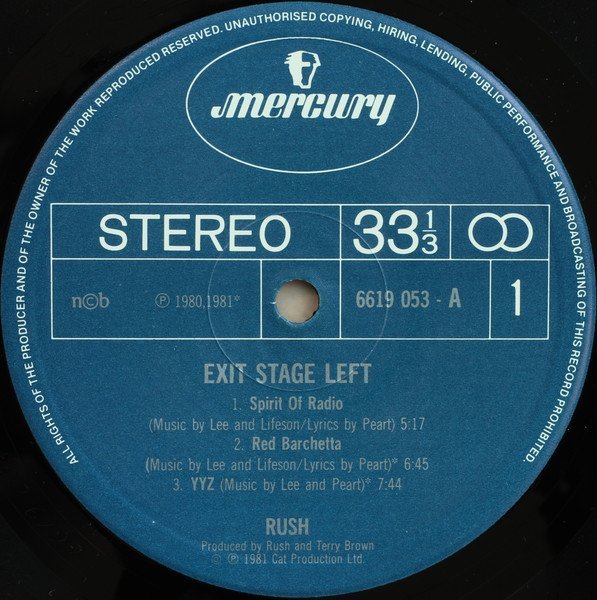 ALL RIGHTS OF THE PRODUCER AND OF THE OWNER OF THE WORK REPRODUCED RESERVED. UNAUTHORISED COPYING, HIRING, LENDING, PUBLIC PERFORMANCE AND BROADCASTING OF THIS RECORD PROHIBITED.
mercury
STEREO 33 1/3
n©b ℗ 1980,1981* 6619 053 - A 1
EXIT STAGE LEFT
1. Spirit Of Radio
(Music by Lee and Lifeson/Lyrics by Peart) 5:17
2. Red Barchetta
(Music by Lee and Lifeson/Lyrics by Peart)* 6:45
3. YYZ (Music by Lee and Peart)* 7:44
RUSH
Produced by Rush and Terry Brown
© ℗ 1981 Cat Production Ltd.